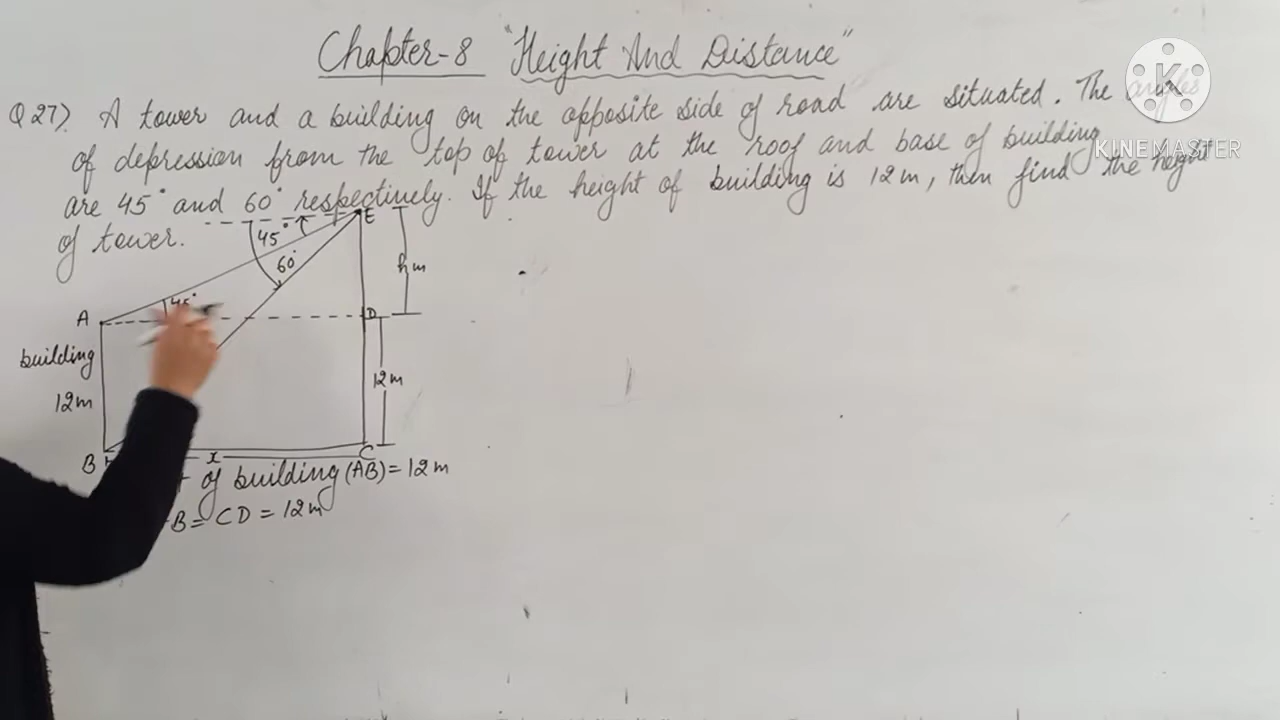 Chapter-8 "Height And Distance"
Q27). A tower and a building on the opposite side of road are situated. The angles
KINEMASTER
of depression from the top of tower at the roof and base of building
are 45° and 60° respectively. If the height of building is 12m, then find the height
of tower.
E
45°
60°
hm
45°
A
D
building
12m
12m
B
x
C
of building (AB) = 12m
B = CD = 12m